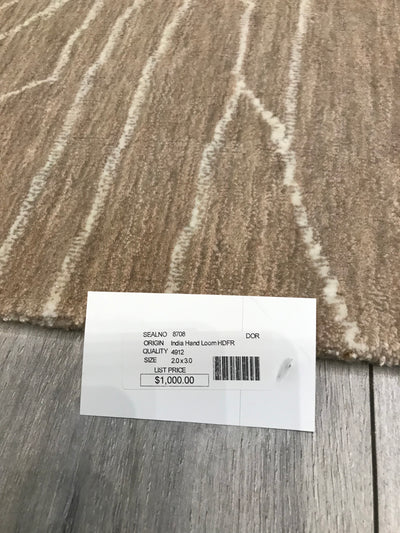 SEALNO 8708 DOR
ORIGIN India Hand Loom HDFR
QUALITY 4912
SIZE 2.0 x 3.0
LIST PRICE
$1,000.00